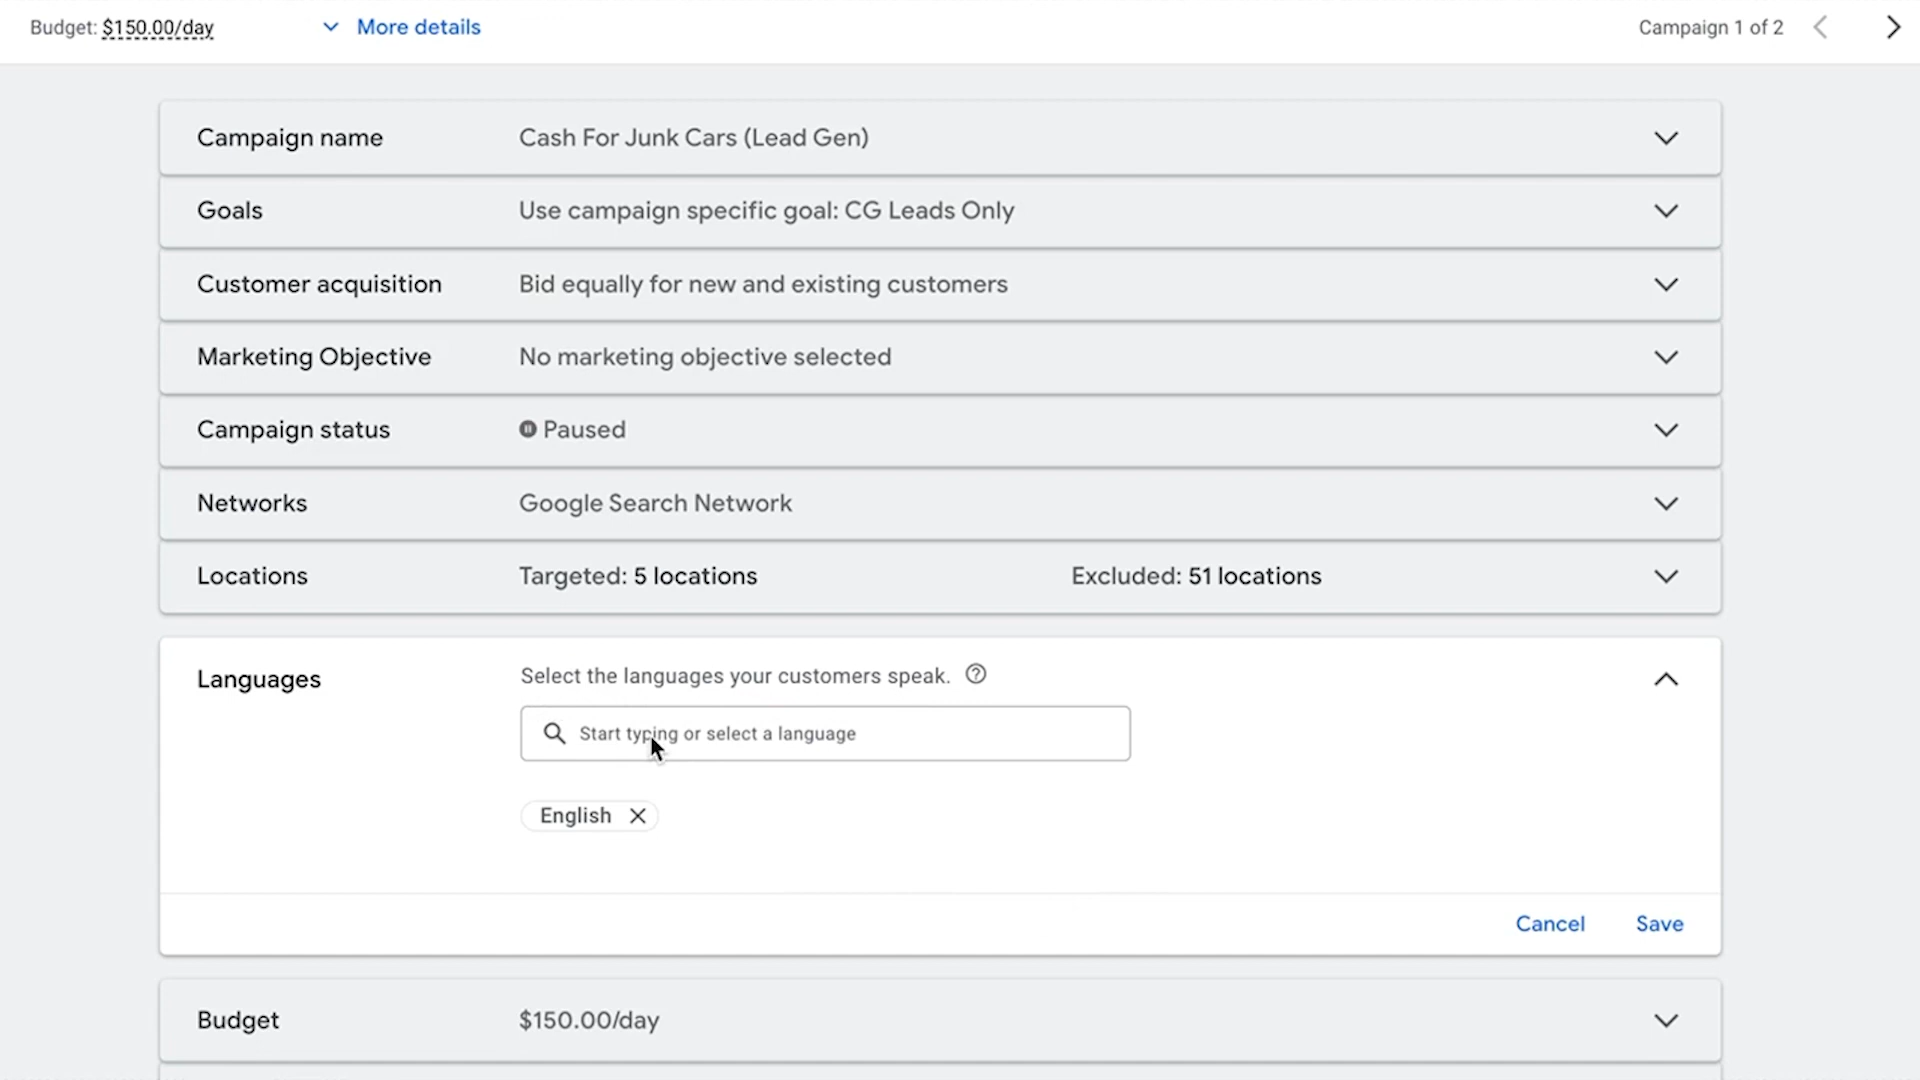 Budget: $150.00/day More details Campaign 1 of 2
Campaign name Cash For Junk Cars (Lead Gen)
Goals Use campaign specific goal: CG Leads Only
Customer acquisition Bid equally for new and existing customers
Marketing Objective No marketing objective selected
Campaign status Paused
Networks Google Search Network
Locations Targeted: 5 locations Excluded: 51 locations
Languages Select the languages your customers speak.
Start typing or select a language
English
Cancel Save
Budget $150.00/day